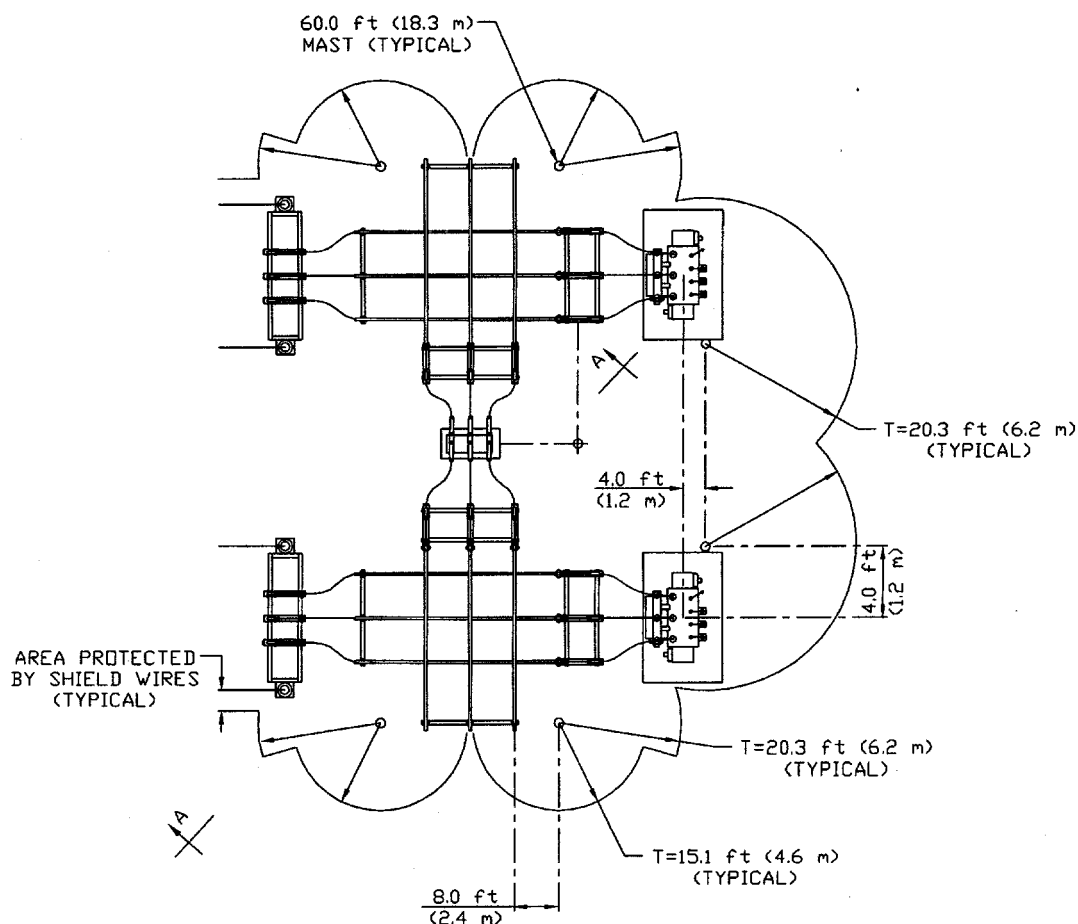 60.0 ft (18.3 m)
MAST (TYPICAL)
A
T=20.3 ft (6.2 m)
(TYPICAL)
4.0 ft
(1.2 m)
4.0 ft
(1.2 m)
AREA PROTECTED
BY SHIELD WIRES
(TYPICAL)
T=20.3 ft (6.2 m)
(TYPICAL)
A
T=15.1 ft (4.6 m)
(TYPICAL)
8.0 ft
(2.4 m)